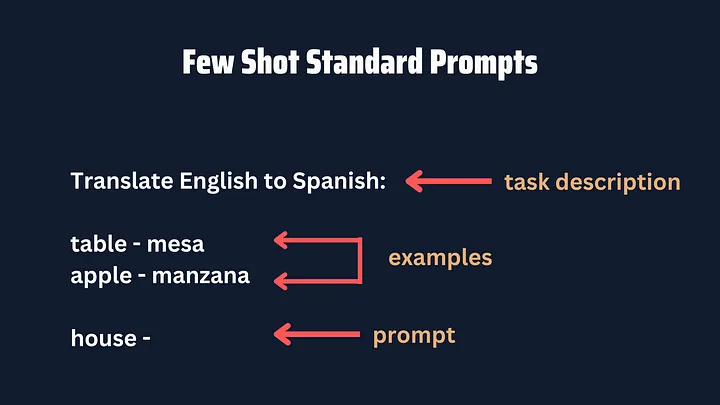 Few Shot Standard Prompts
Translate English to Spanish:
task description
table - mesa
apple - manzana
examples
house -
prompt